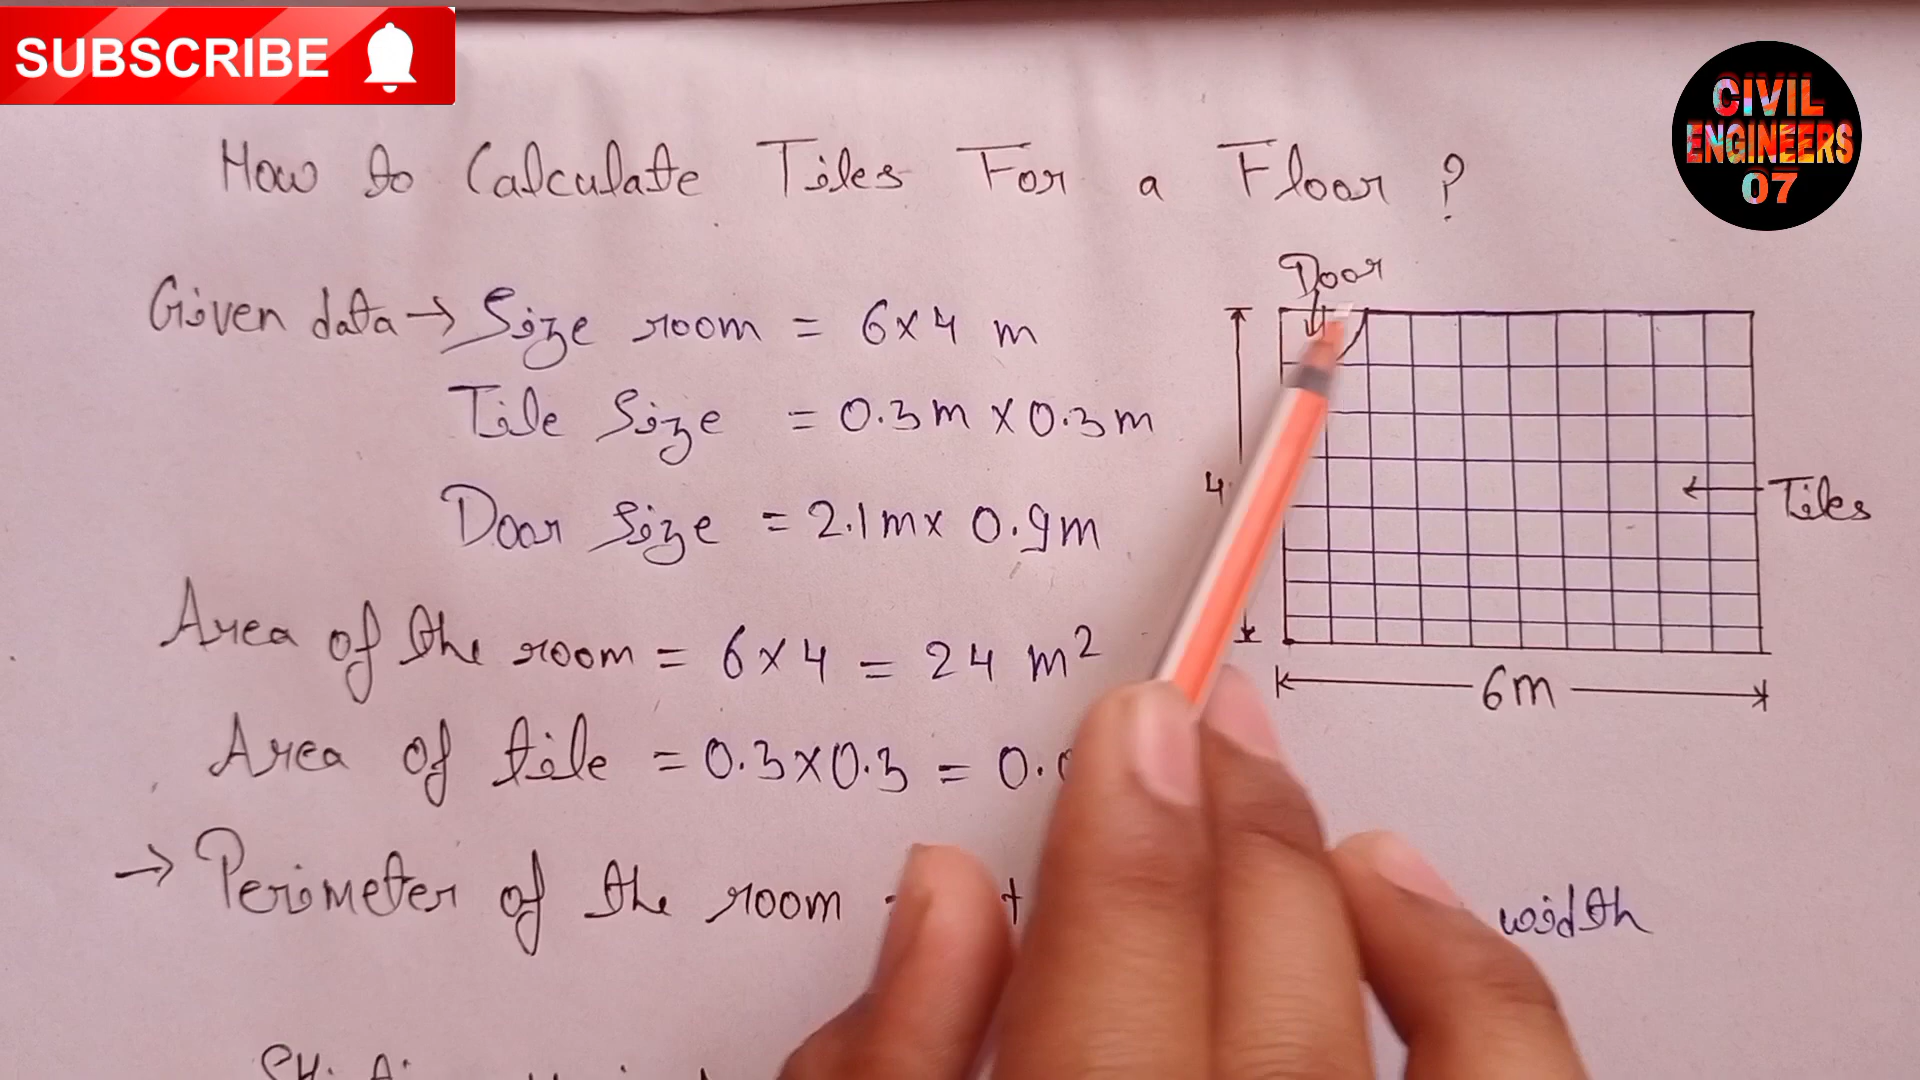 SUBSCRIBE
CIVIL
ENGINEERS
07
How to Calculate Tiles For a Floor ?
Door
Given data → Size room = 6×4 m
Tile Size = 0.3m × 0.3m
Door Size = 2.1m× 0.9m
4
Tiles
6m
Area of the room = 6×4 = 24 m²
Area of tile = 0.3×0.3 = 0.
→ Perimeter of the room + width